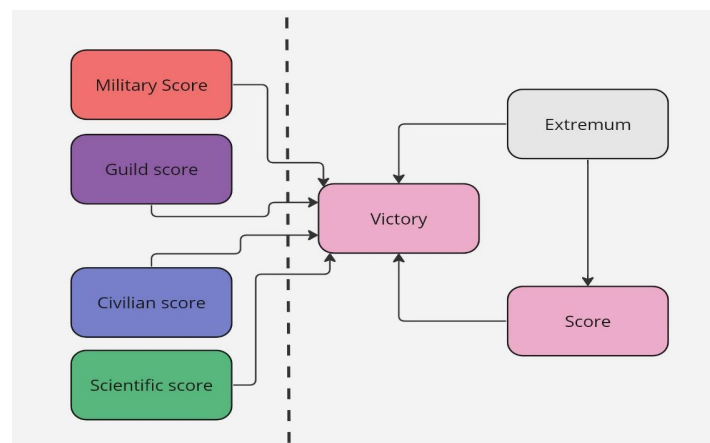 Military Score
Guild score
Civilian score
Scientific score
Victory
Extremum
Score